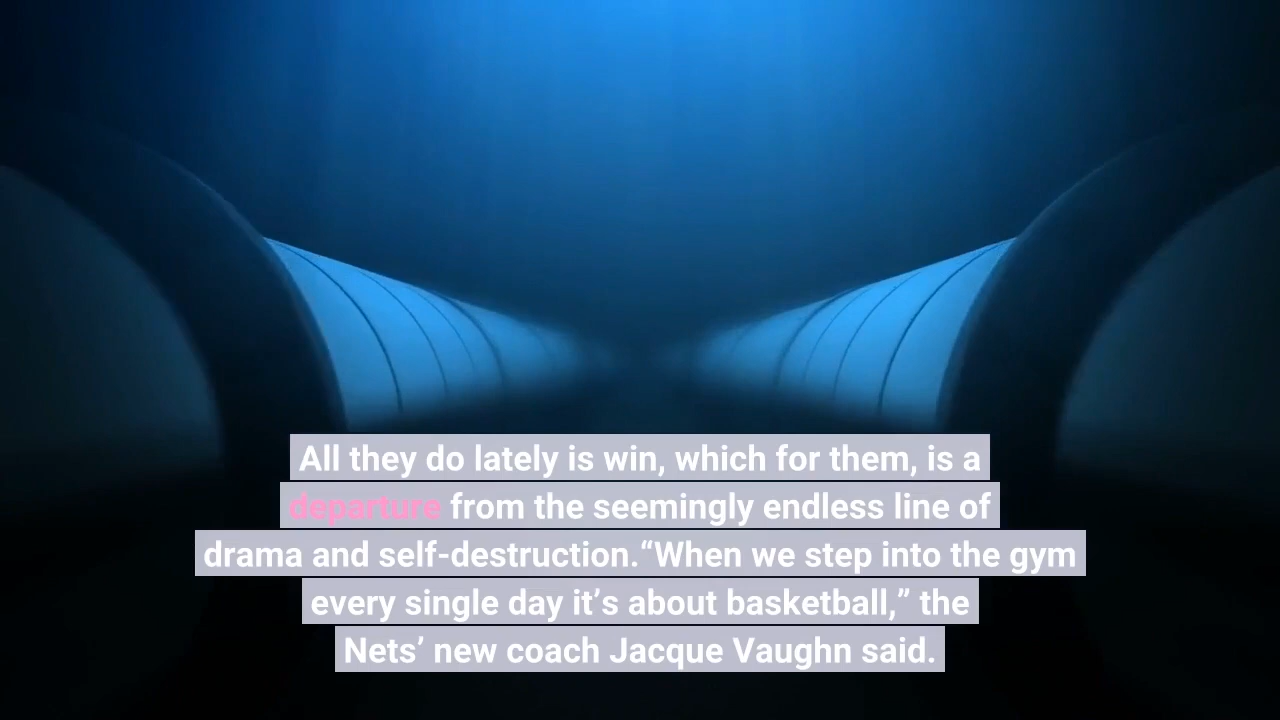 All they do lately is win, which for them, is a
departure from the seemingly endless line of
drama and self-destruction.“When we step into the gym
every single day it’s about basketball,” the
Nets’ new coach Jacque Vaughn said.